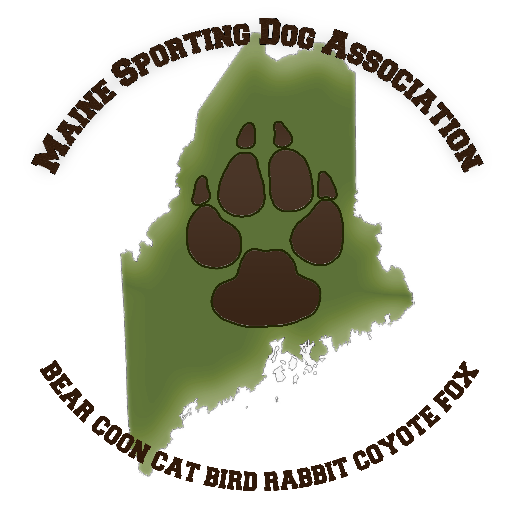 Maine Sporting Dog Association
BEAR COON CAT BIRD RABBIT COYOTE FOX